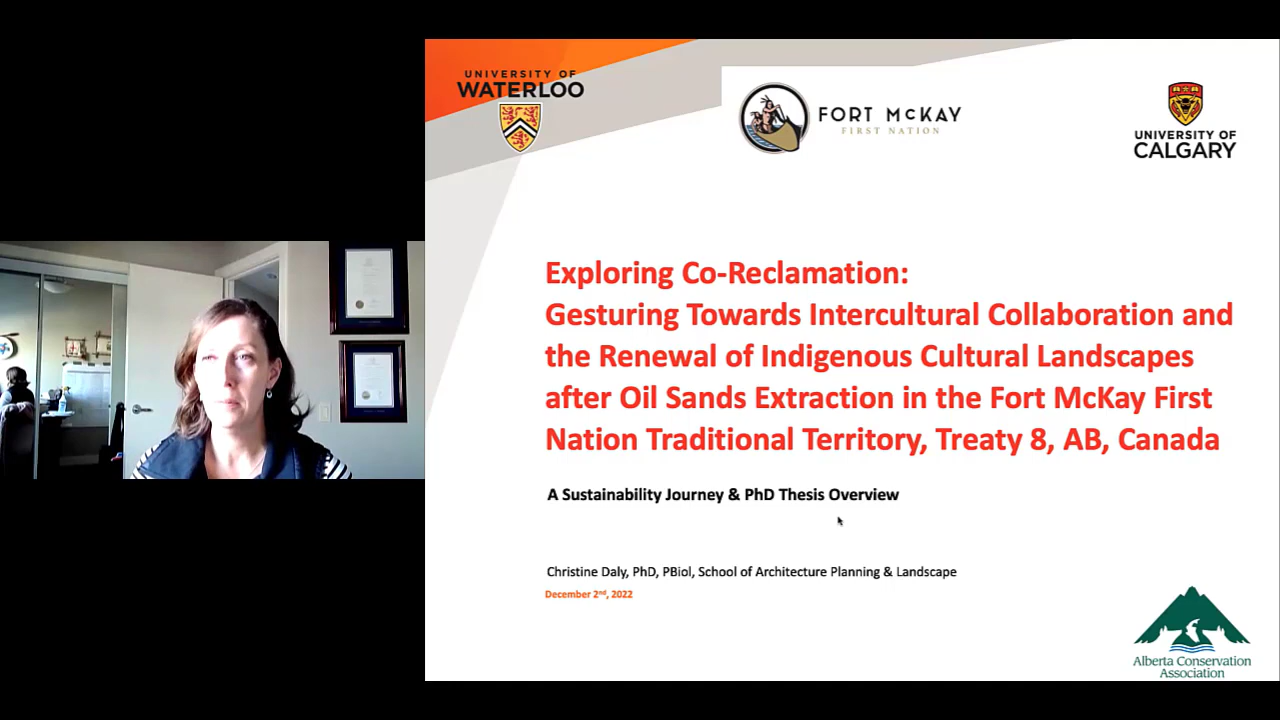 UNIVERSITY OF
WATERLOO
FORT MCKAY
FIRST NATION
UNIVERSITY OF
CALGARY
Exploring Co-Reclamation:
Gesturing Towards Intercultural Collaboration and
the Renewal of Indigenous Cultural Landscapes
after Oil Sands Extraction in the Fort McKay First
Nation Traditional Territory, Treaty 8, AB, Canada
A Sustainability Journey & PhD Thesis Overview
Christine Daly, PhD, PBiol, School of Architecture Planning & Landscape
December 2nd, 2022
Alberta Conservation
Association